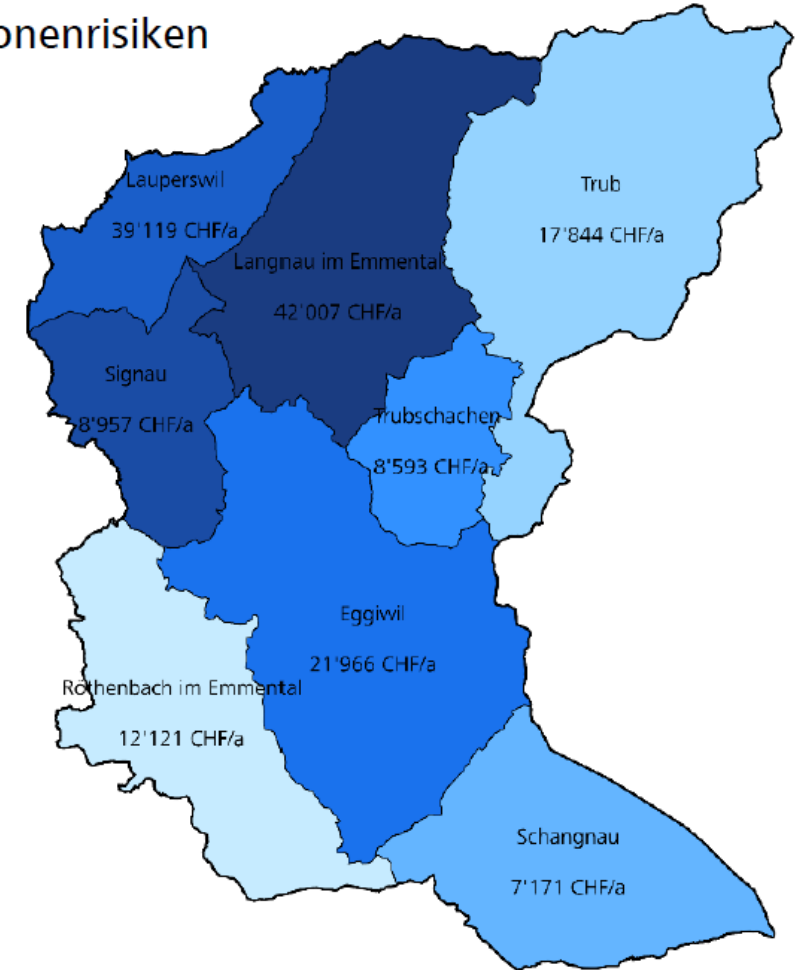 onenrisiken
Trub
17'844 CHF/a
Lauperswil
39'119 CHF/a
Langnau im Emmental
42'007 CHF/a
Signau
8'957 CHF/a
Trubschachen
8'593 CHF/a
Eggiwil
21'966 CHF/a
Röthenbach im Emmental
12'121 CHF/a
Schangnau
7'171 CHF/a